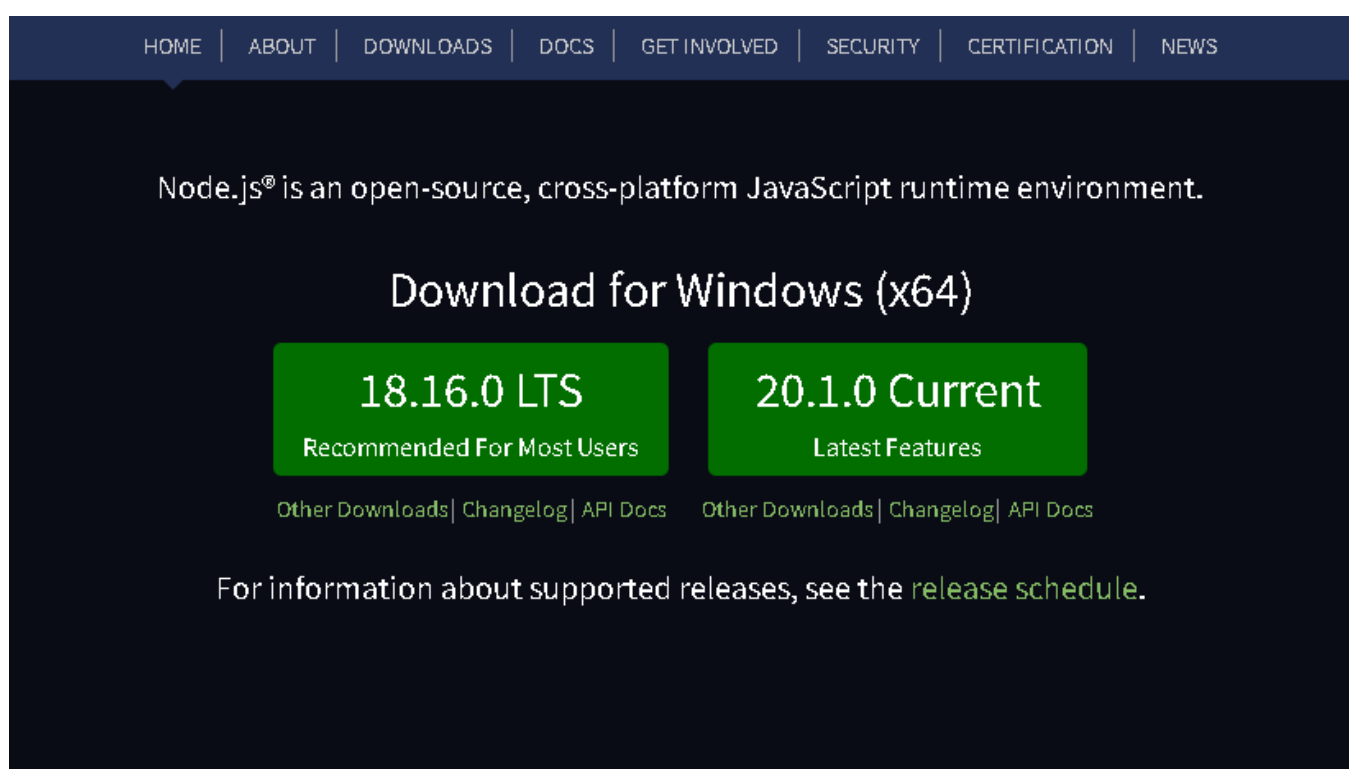 HOME | ABOUT | DOWNLOADS | DOCS | GET INVOLVED | SECURITY | CERTIFICATION | NEWS
Node.js® is an open-source, cross-platform JavaScript runtime environment.
Download for Windows (x64)
18.16.0 LTS
Recommended For Most Users
20.1.0 Current
Latest Features
Other Downloads | Changelog | API Docs
Other Downloads | Changelog | API Docs
For information about supported releases, see the release schedule.